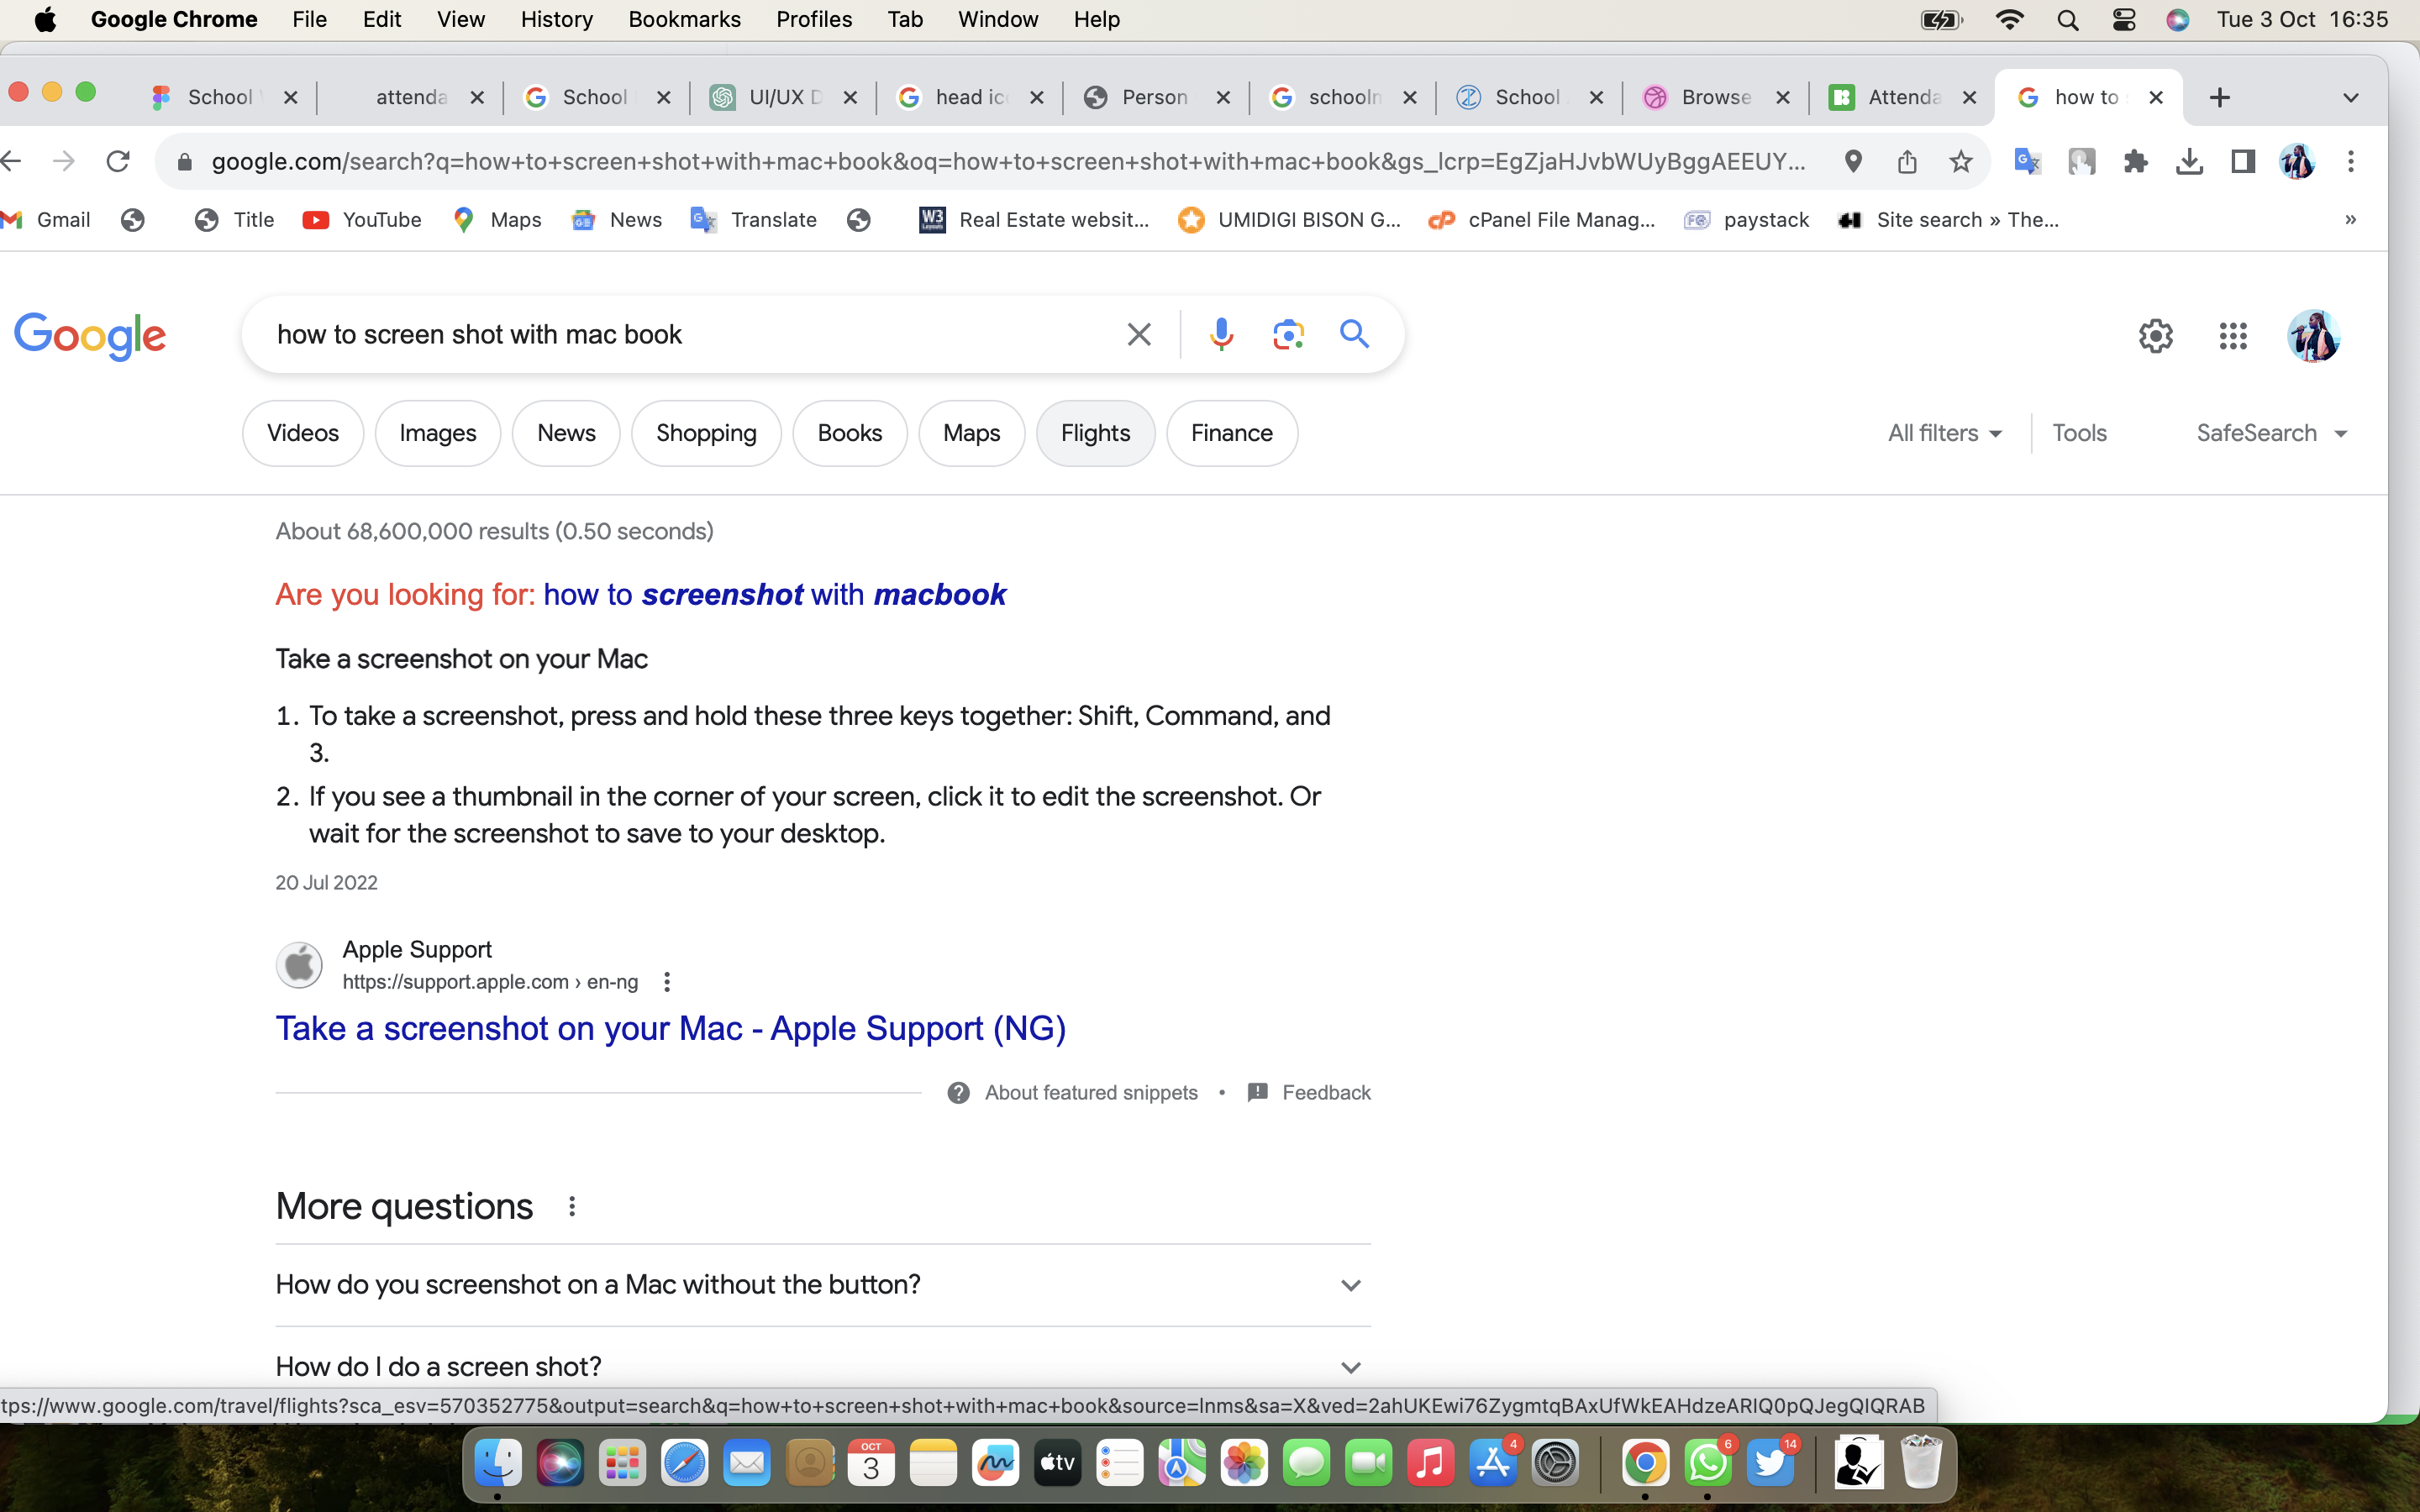 Google Chrome File Edit View History Bookmarks Profiles Tab Window Help Tue 3 Oct 16:35
School attenda School UI/UX D head ic Person schoolm School Browse Attenda how to
google.com/search?q=how+to+screen+shot+with+mac+book&oq=how+to+screen+shot+with+mac+book&gs_lcrp=EgZjaHJvbWUyBggAEEUY...
Gmail Title YouTube Maps News Translate Real Estate websit... UMIDIGI BISON G... cPanel File Manag... paystack Site search » The... »
Google how to screen shot with mac book
Videos Images News Shopping Books Maps Flights Finance All filters Tools SafeSearch
About 68,600,000 results (0.50 seconds)
Are you looking for: how to screenshot with macbook
Take a screenshot on your Mac
1. To take a screenshot, press and hold these three keys together: Shift, Command, and
3.
2. If you see a thumbnail in the corner of your screen, click it to edit the screenshot. Or
wait for the screenshot to save to your desktop.
20 Jul 2022
Apple Support
https://support.apple.com › en-ng
Take a screenshot on your Mac - Apple Support (NG)
About featured snippets • Feedback
More questions
How do you screenshot on a Mac without the button?
How do I do a screen shot?
tps://www.google.com/travel/flights?sca_esv=570352775&output=search&q=how+to+screen+shot+with+mac+book&source=lnms&sa=X&ved=2ahUKEwi76ZygmtqBAxUfWkEAHdzeARIQ0pQJegQIQRAB
OCT
3 tv 4 6 14